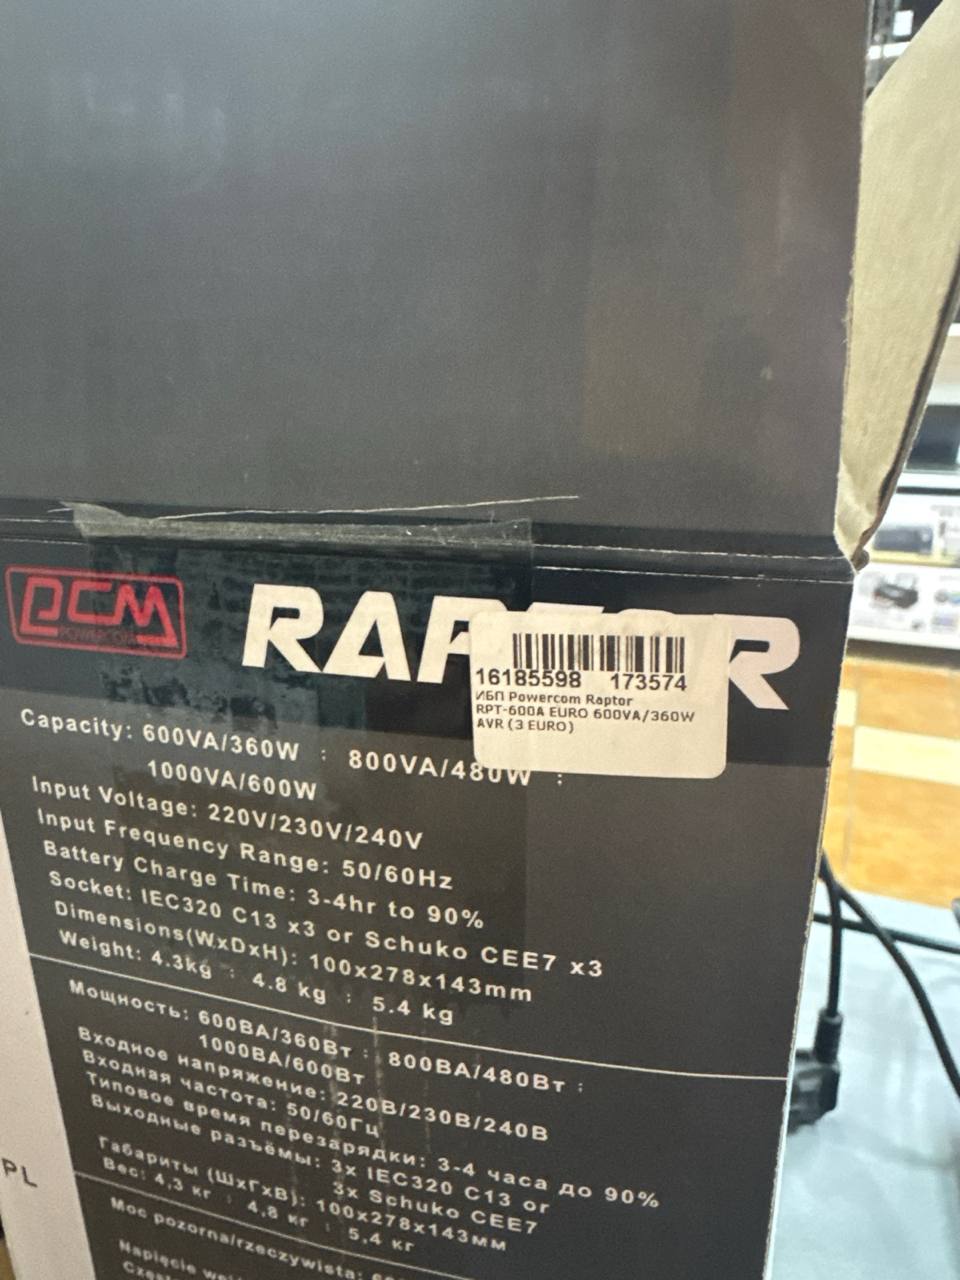 PCM
POWERCOM
RAPTOR
16185598 173574
ИБП Powercom Raptor
RPT-600A EURO 600VA/360W
AVR (3 EURO)
Capacity: 600VA/360W : 800VA/480W :
1000VA/600W
Input Voltage: 220V/230V/240V
Input Frequency Range: 50/60Hz
Battery Charge Time: 3-4hr to 90%
Socket: IEC320 C13 x3 or Schuko CEE7 x3
Dimensions(WxDxH): 100x278x143mm
Weight: 4.3kg : 4.8 kg : 5.4 kg
Мощность: 600ВА/360Вт : 800ВА/480Вт :
1000ВА/600Вт
Входное напряжение: 220В/230В/240В
Входная частота: 50/60Гц
Типовое время перезарядки: 3-4 часа до 90%
Выходные разъёмы: 3x IEC320 C13 or
3x Schuko CEE7
Габариты (ШxГxВ): 100x278x143мм
Вес: 4,3 кг : 4,8 кг : 5,4 кг
PL
Moc pozorna/rzeczywista:
Napięcie